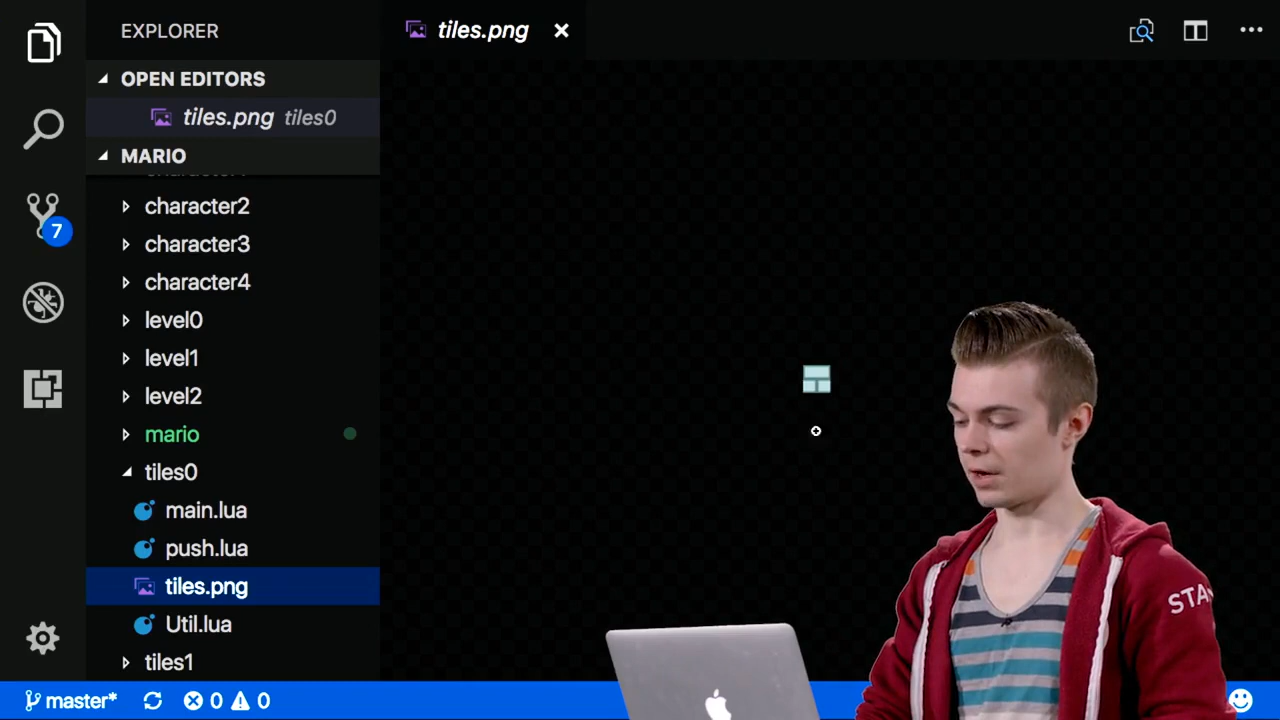 EXPLORER
tiles.png
OPEN EDITORS
tiles.png tiles0
MARIO
character2
character3
character4
level0
level1
level2
mario
tiles0
main.lua
push.lua
tiles.png
Util.lua
tiles1
7
master*
0
0
STA